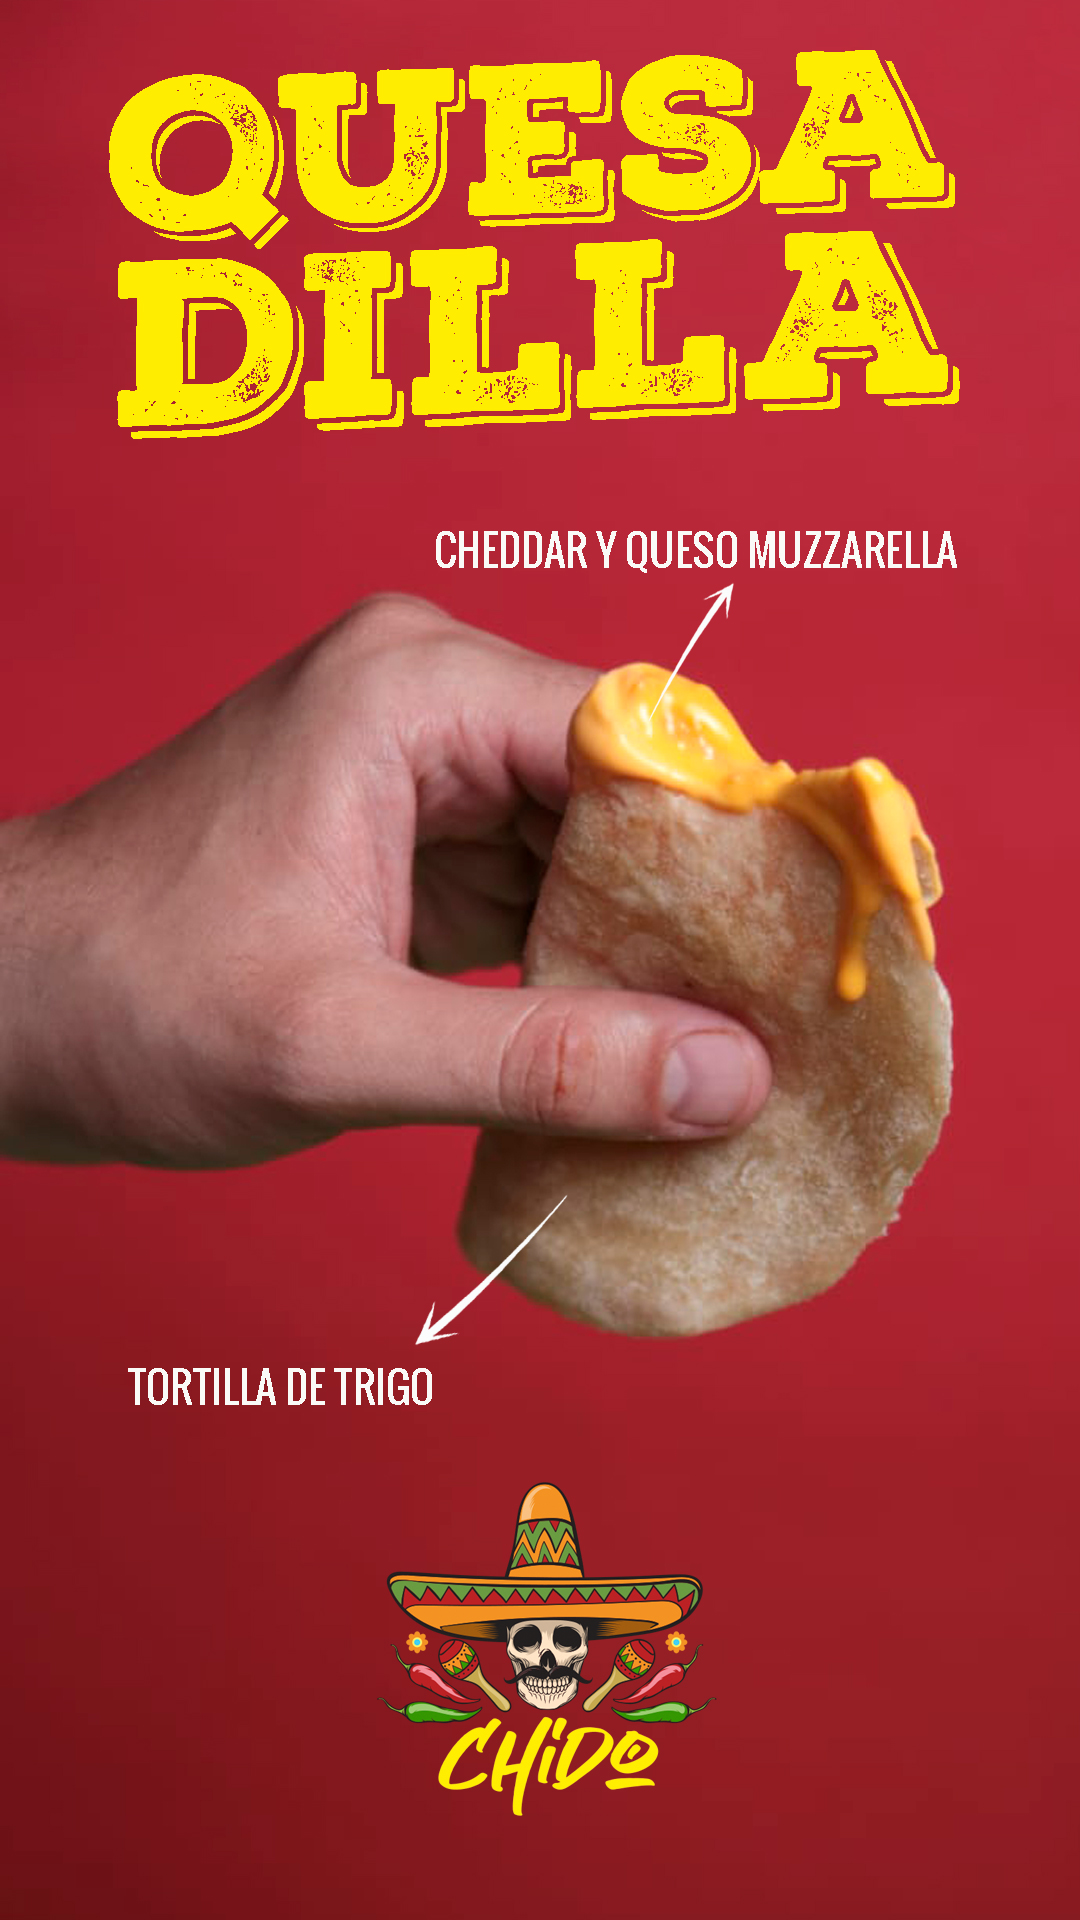 QUESA
DILLA
CHEDDAR Y QUESO MUZZARELLA
TORTILLA DE TRIGO
CHiDO